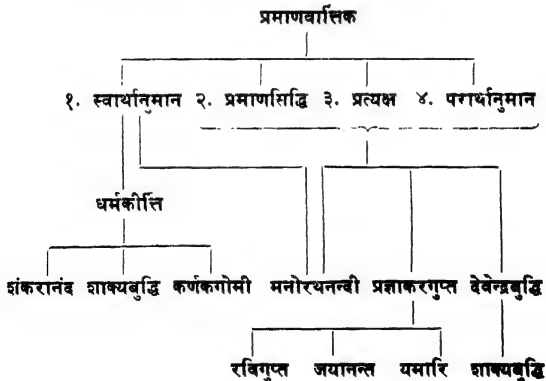 प्रमाणवार्त्तिक
१. स्वार्थानुमान २. प्रमाणसिद्धि ३. प्रत्यक्ष ४. परार्थानुमान
धर्मकीर्त्ति
शंकरानंद शाक्यबुद्धि कर्णकगोमी मनोरथनन्दी प्रज्ञाकरगुप्त देवेन्द्रबुद्धि
रविगुप्त जयानन्त यमारि शाक्यबुद्धि